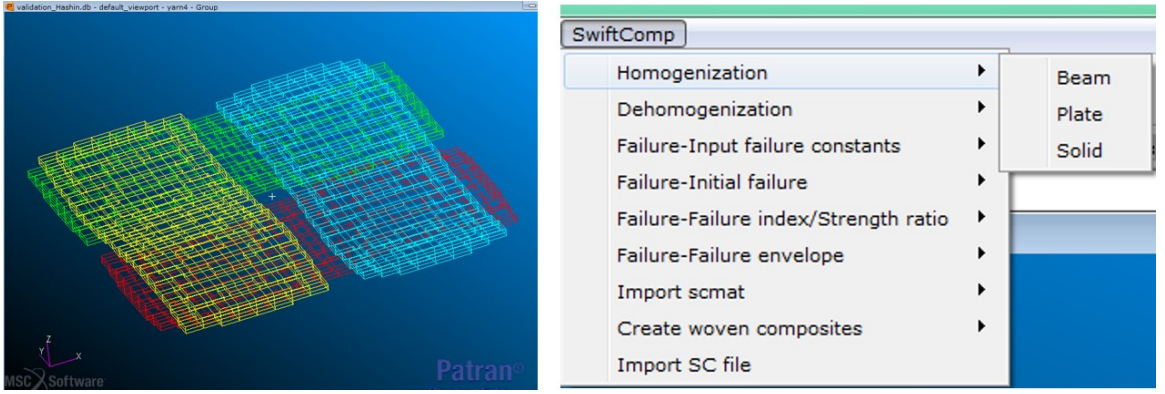 validation_Hashin.db - default_viewport - yarn4 - Group
Z
Y
X
MSC Software
Patran®
SwiftComp
Homogenization
Dehomogenization
Failure-Input failure constants
Failure-Initial failure
Failure-Failure index/Strength ratio
Failure-Failure envelope
Import scmat
Create woven composites
Import SC file
Beam
Plate
Solid